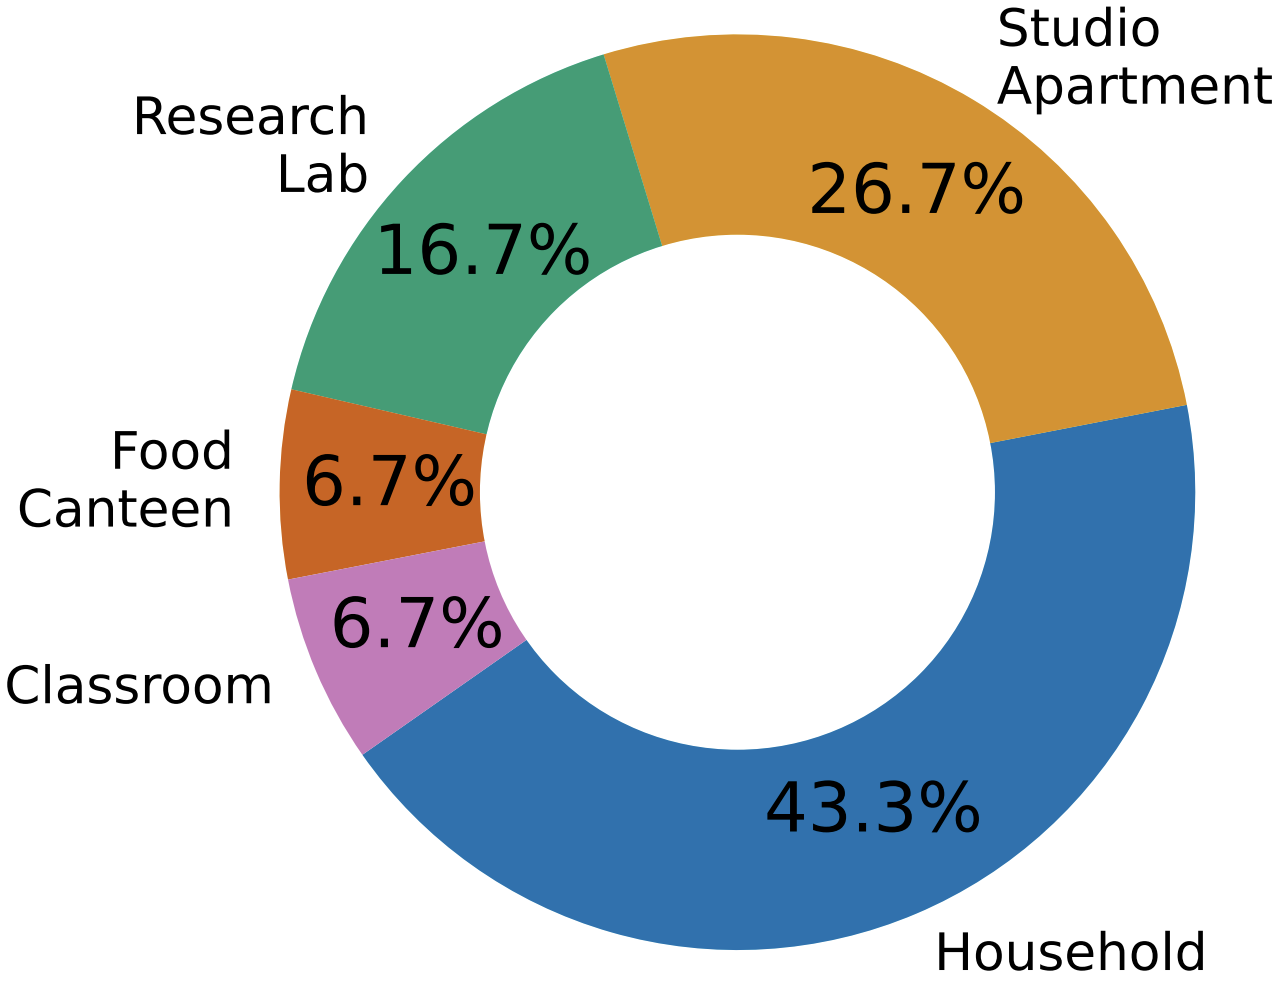 Studio
Apartment
26.7%
Research
Lab
16.7%
Food
Canteen
6.7%
Classroom
6.7%
43.3%
Household